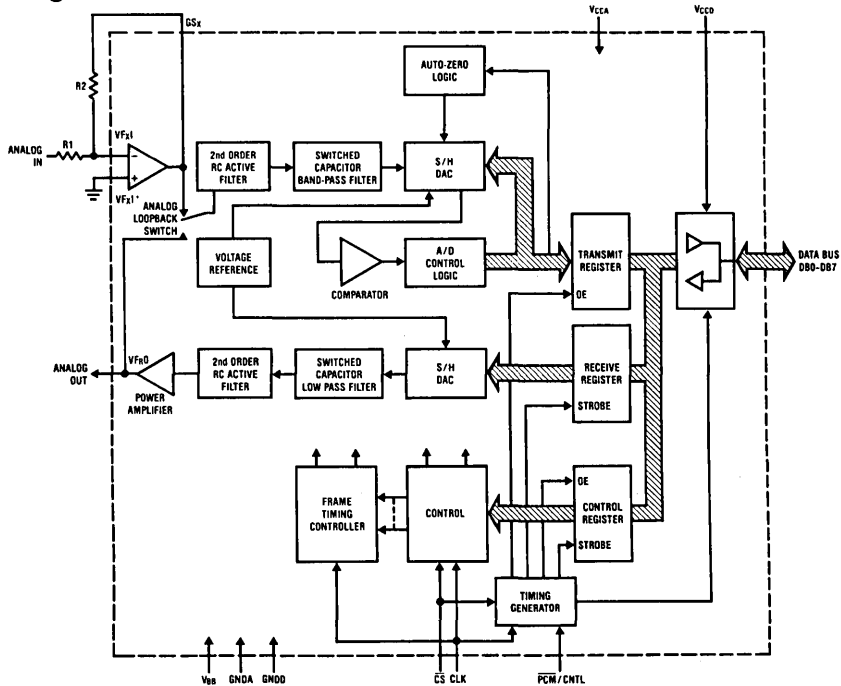 GSX
VCCA
VCCD
R2
AUTO-ZERO
LOGIC
VFXI-
R1
ANALOG
IN
2nd ORDER
RC ACTIVE
FILTER
SWITCHED
CAPACITOR
BAND-PASS FILTER
S/H
DAC
VFXI+
ANALOG
LOOPBACK
SWITCH
VOLTAGE
REFERENCE
COMPARATOR
A/D
CONTROL
LOGIC
TRANSMIT
REGISTER
OE
DATA BUS
DB0-DB7
ANALOG
OUT
VFRO
POWER
AMPLIFIER
2nd ORDER
RC ACTIVE
FILTER
SWITCHED
CAPACITOR
LOW PASS FILTER
S/H
DAC
RECEIVE
REGISTER
STROBE
FRAME
TIMING
CONTROLLER
CONTROL
OE
CONTROL
REGISTER
STROBE
TIMING
GENERATOR
VBB
GNDA
GNDD
CS
CLK
PCM/CNTL